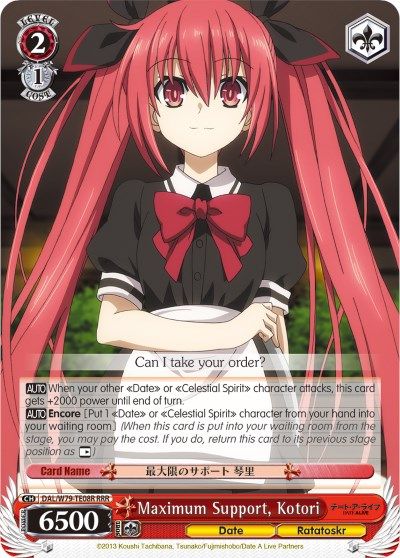 LEVEL
2
1
COST
Can I take your order?
AUTO When your other «Date» or «Celestial Spirit» character attacks, this card
gets +2000 power until end of turn.
AUTO Encore [Put 1 «Date» or «Celestial Spirit» character from your hand into
your waiting room] (When this card is put into your waiting room from the
stage, you may pay the cost. If you do, return this card to its previous stage
position as REST)
Card Name
最大限のサポート 琴里
CH DAL/W79-TE08R RRR
Maximum Support, Kotori
デート・ア・ライブ
DATE A LIVE
POWER
6500
Date
Ratatoskr
©2013 Koushi Tachibana, Tsunako/Fujimishobo/Date A Live Partners